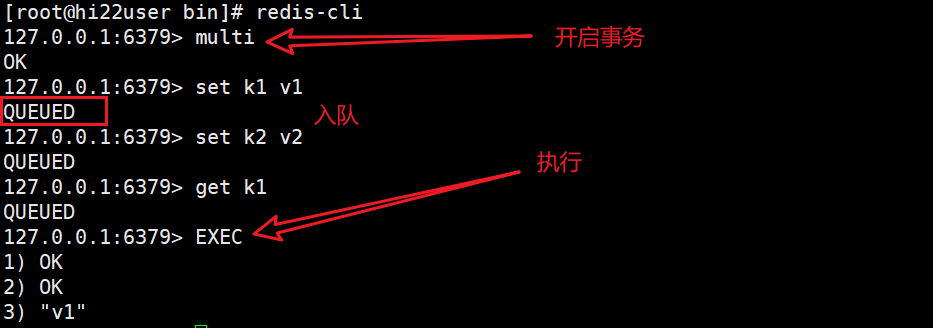 [root@hi22user bin]# redis-cli
127.0.0.1:6379> multi
开启事务
OK
127.0.0.1:6379> set k1 v1
QUEUED
入队
127.0.0.1:6379> set k2 v2
QUEUED
执行
127.0.0.1:6379> get k1
QUEUED
127.0.0.1:6379> EXEC
1) OK
2) OK
3) "v1"